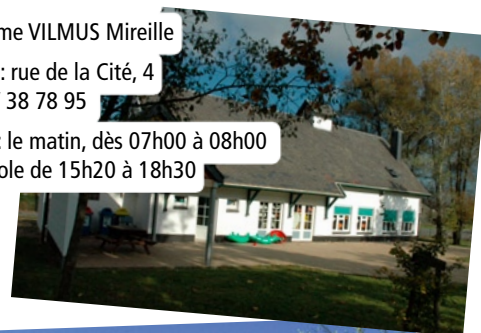 me VILMUS Mireille
: rue de la Cité, 4
38 78 95
: le matin, dès 07h00 à 08h00
ole de 15h20 à 18h30